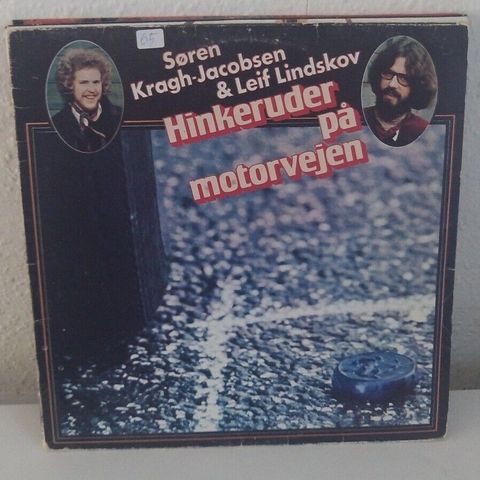 65
Søren
Kragh-Jacobsen
& Leif Lindskov
Hinkeruder
på
motorvejen